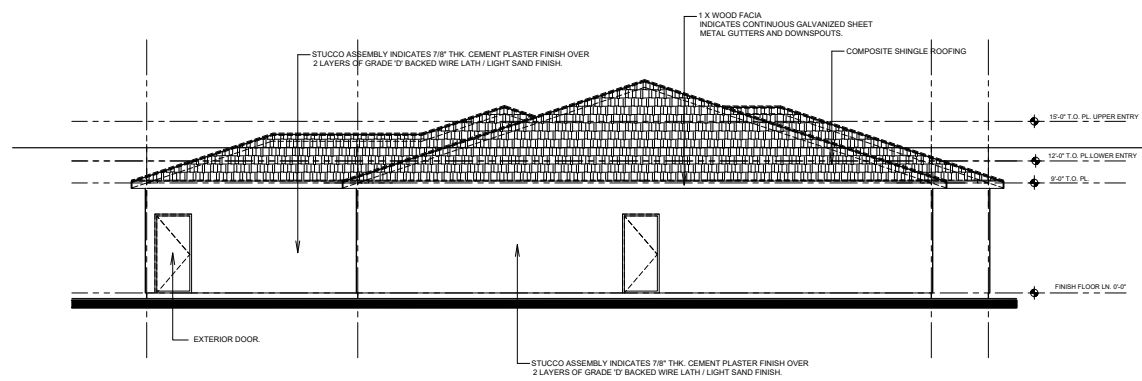 1 X WOOD FACIA
INDICATES CONTINUOUS GALVANIZED SHEET
METAL GUTTERS AND DOWNSPOUTS.
STUCCO ASSEMBLY INDICATES 7/8" THK. CEMENT PLASTER FINISH OVER
2 LAYERS OF GRADE 'D' BACKED WIRE LATH / LIGHT SAND FINISH.
COMPOSITE SHINGLE ROOFING
15'-0" T.O. PL. UPPER ENTRY
12'-0" T.O. PL.LOWER ENTRY
9'-0" T.O. PL.
FINISH FLOOR LN. 0'-0"
EXTERIOR DOOR.
STUCCO ASSEMBLY INDICATES 7/8" THK. CEMENT PLASTER FINISH OVER
2 LAYERS OF GRADE 'D' BACKED WIRE LATH / LIGHT SAND FINISH.